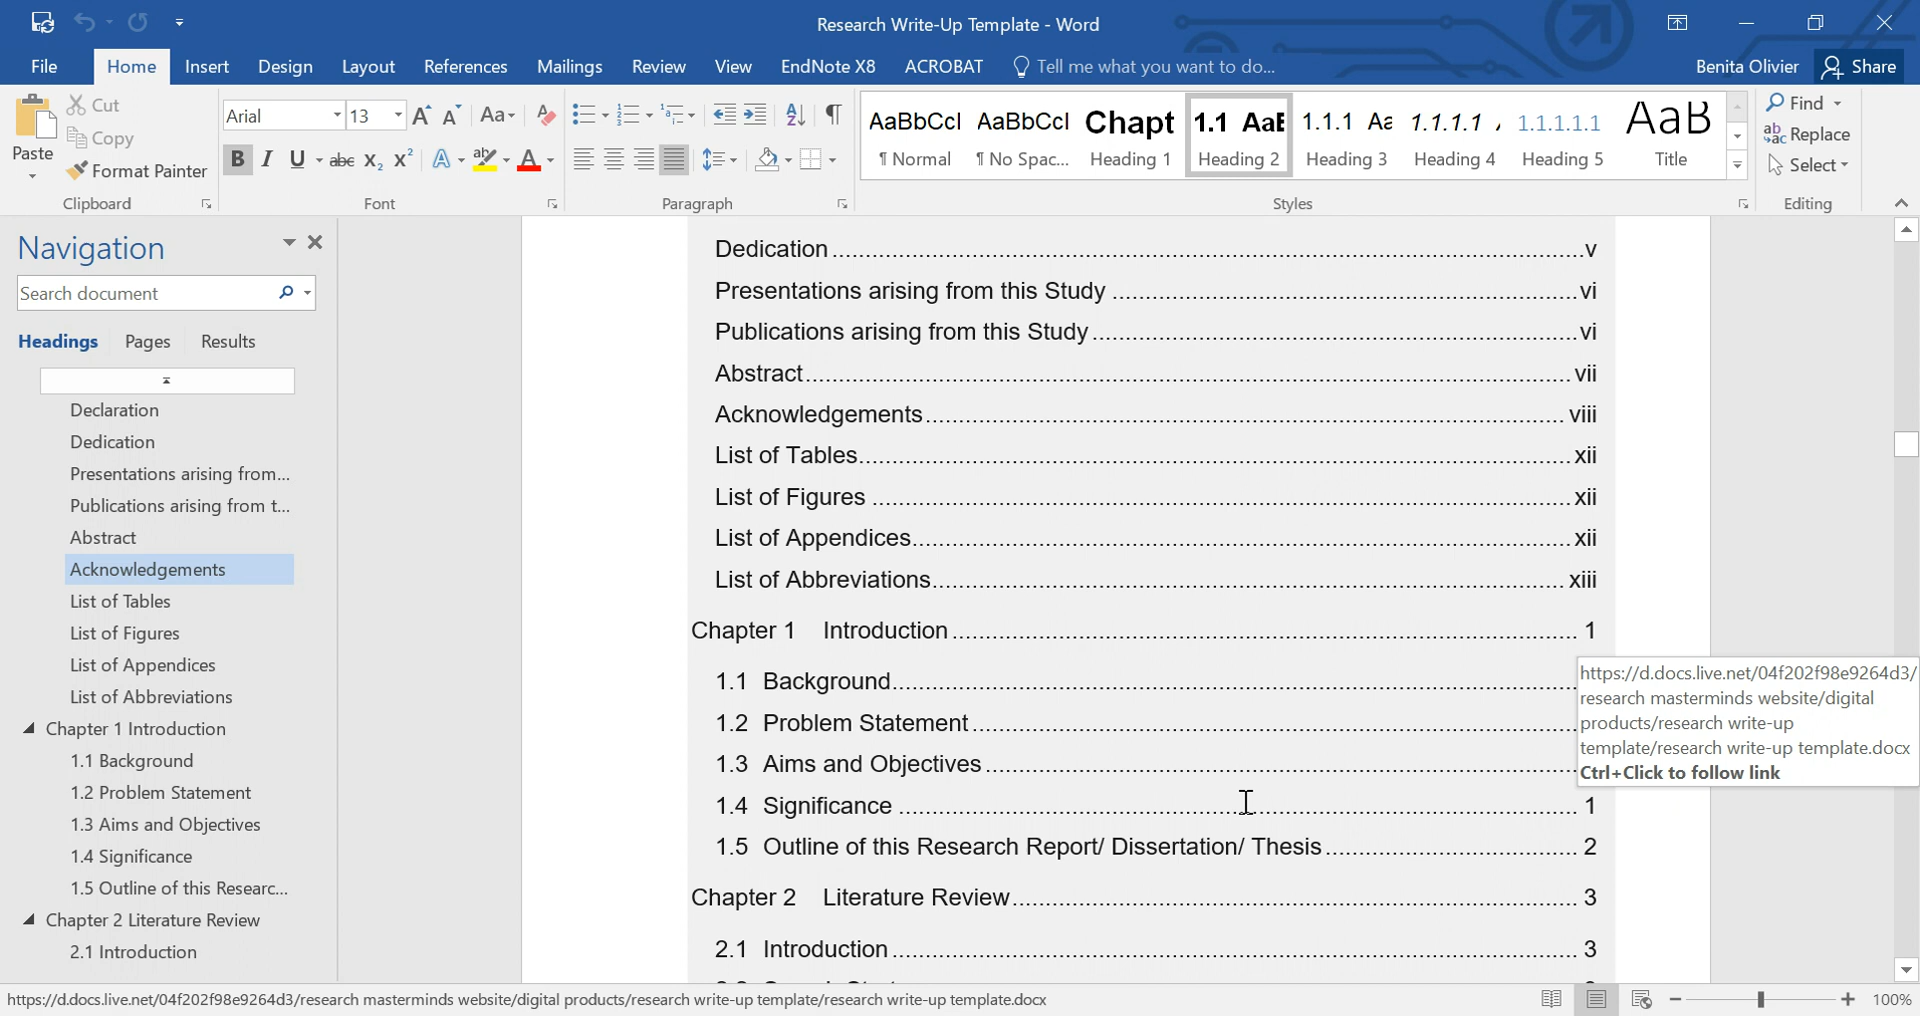 Research Write-Up Template - Word
File Home Insert Design Layout References Mailings Review View EndNote X8 ACROBAT Tell me what you want to do... Benita Olivier Share
Paste
Cut
Copy
Format Painter
Clipboard
Arial 13 Aa
B I U abc X2 X2 A A
Font
Paragraph
AaBbCcI AaBbCcI Chapt 1.1 AaE 1.1.1 Aa 1.1.1.1 1.1.1.1.1 AaB
¶ Normal ¶ No Spac... Heading 1 Heading 2 Heading 3 Heading 4 Heading 5 Title
Styles
Find
Replace
Select
Editing
Navigation
Search document
Headings Pages Results
Declaration
Dedication
Presentations arising from...
Publications arising from t...
Abstract
Acknowledgements
List of Tables
List of Figures
List of Appendices
List of Abbreviations
Chapter 1 Introduction
1.1 Background
1.2 Problem Statement
1.3 Aims and Objectives
1.4 Significance
1.5 Outline of this Researc...
Chapter 2 Literature Review
2.1 Introduction
Dedication v
Presentations arising from this Study vi
Publications arising from this Study vi
Abstract vii
Acknowledgements viii
List of Tables xii
List of Figures xii
List of Appendices xii
List of Abbreviations xiii
Chapter 1 Introduction 1
1.1 Background
1.2 Problem Statement
1.3 Aims and Objectives
1.4 Significance 1
1.5 Outline of this Research Report/ Dissertation/ Thesis 2
Chapter 2 Literature Review 3
2.1 Introduction 3
https://d.docs.live.net/04f202f98e9264d3/
research masterminds website/digital
products/research write-up
template/research write-up template.docx
Ctrl+Click to follow link
https://d.docs.live.net/04f202f98e9264d3/research masterminds website/digital products/research write-up template/research write-up template.docx
100%